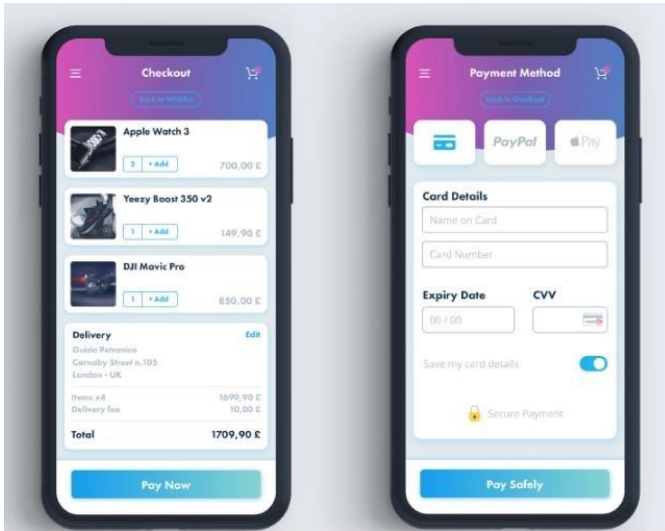 Checkout
Back to Wishlist
Apple Watch 3
2 + Add 700,00 £
Yeezy Boost 350 v2
1 + Add 149,90 £
DJI Mavic Pro
1 + Add 850,00 £
Delivery Edit
Guido Petronico
Carnaby Street n.105
London - UK
Items x4 1699,90 £
Delivery fee 10,00 £
Total 1709,90 £
Pay Now
Payment Method
Back to Checkout
PayPal
Pay
Card Details
Name on Card
Card Number
Expiry Date CVV
00 / 00
Save my card details
Secure Payment
Pay Safely